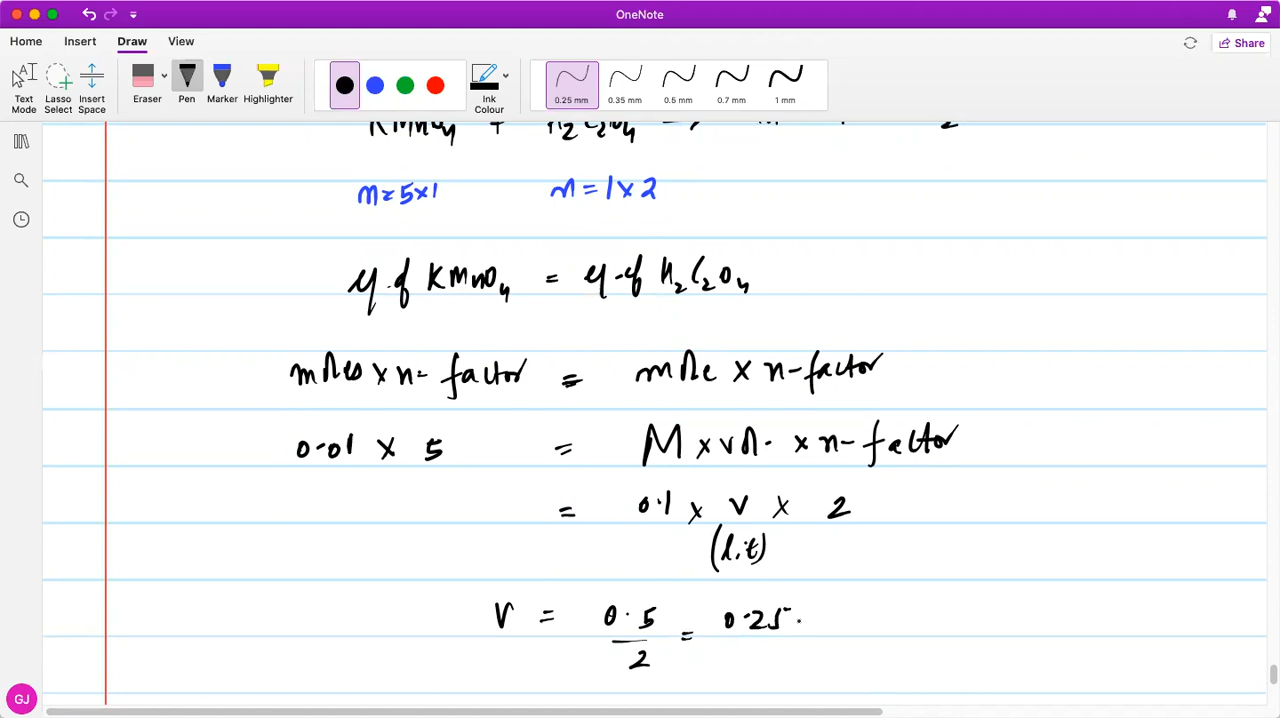 OneNote
Home Insert Draw View
Share
Text Mode Lasso Select Insert Space Eraser Pen Marker Highlighter Ink Colour 0.25 mm 0.35 mm 0.5 mm 0.7 mm 1 mm
KMnO4 + H2C2O4 →
n=5×1 n=1×2
eq. of KMnO4 = eq. of H2C2O4
moles × n-factor = mole × n-factor
0.01 × 5 = M × vol. × n-factor
= 0.1 × V × 2
(lit)
V = 0.5/2 = 0.25.
GJ